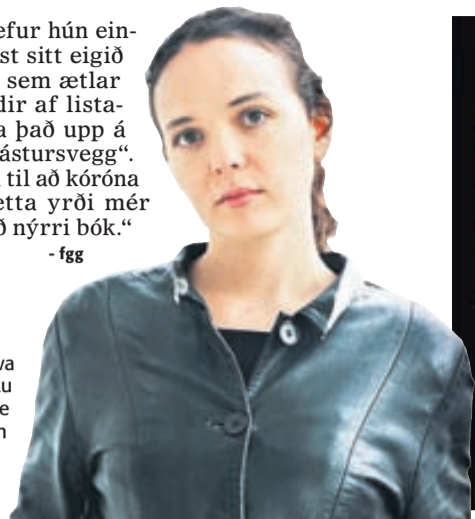 efur hún ein-
st sitt eigið
sem ætlar
dir af lista-
a það upp á
ástursvegg“.
til að kóróna
etta yrði mér
ð nýrri bók.“
- fgg
va
u
e
n